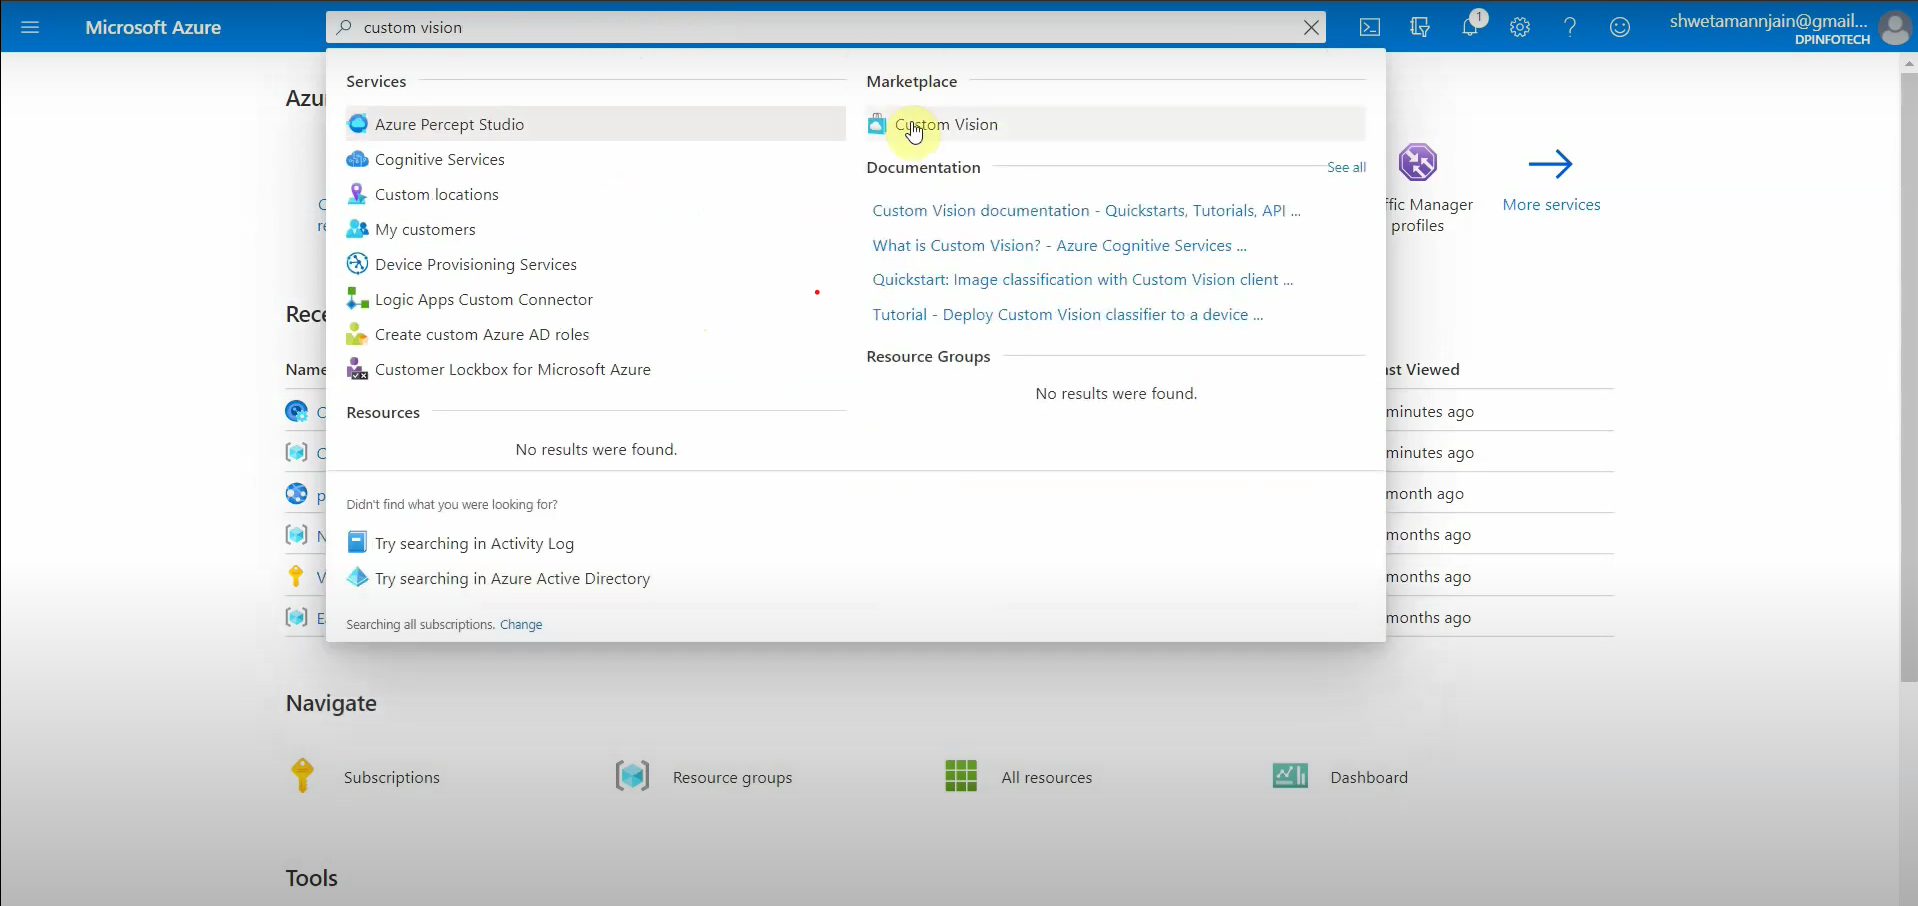 Microsoft Azure
custom vision
1
shwetamannjain@gmail...
DPINFOTECH
Services
Azure Percept Studio
Cognitive Services
Custom locations
My customers
Device Provisioning Services
Logic Apps Custom Connector
Create custom Azure AD roles
Customer Lockbox for Microsoft Azure
Resources
No results were found.
Marketplace
Custom Vision
Documentation
See all
Custom Vision documentation - Quickstarts, Tutorials, API ...
What is Custom Vision? - Azure Cognitive Services ...
Quickstart: Image classification with Custom Vision client ...
Tutorial - Deploy Custom Vision classifier to a device ...
Resource Groups
No results were found.
Didn't find what you were looking for?
Try searching in Activity Log
Try searching in Azure Active Directory
Searching all subscriptions. Change
Manager
profiles
More services
Name
Viewed
minutes ago
minutes ago
month ago
months ago
months ago
months ago
Navigate
Subscriptions
Resource groups
All resources
Dashboard
Tools